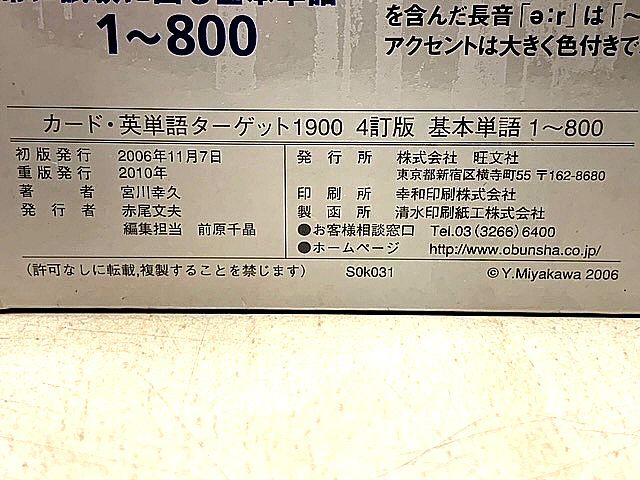 1～800
を含んだ長音「ə:r」は「～
アクセントは大きく色付きで
カード・英単語ターゲット1900 4訂版 基本単語1～800
初版発行 2006年11月7日
重版発行 2010年
著者 宮川幸久
発行者 赤尾文夫
編集担当 前原千晶
発行所 株式会社 旺文社
東京都新宿区横寺町55 〒162-8680
印刷所 幸和印刷株式会社
製函所 清水印刷紙工株式会社
●お客様相談窓口 Tel.03(3266)6400
●ホームページ http://www.obunsha.co.jp/
(許可なしに転載,複製することを禁じます) S0k031 ©Y.Miyakawa 2006